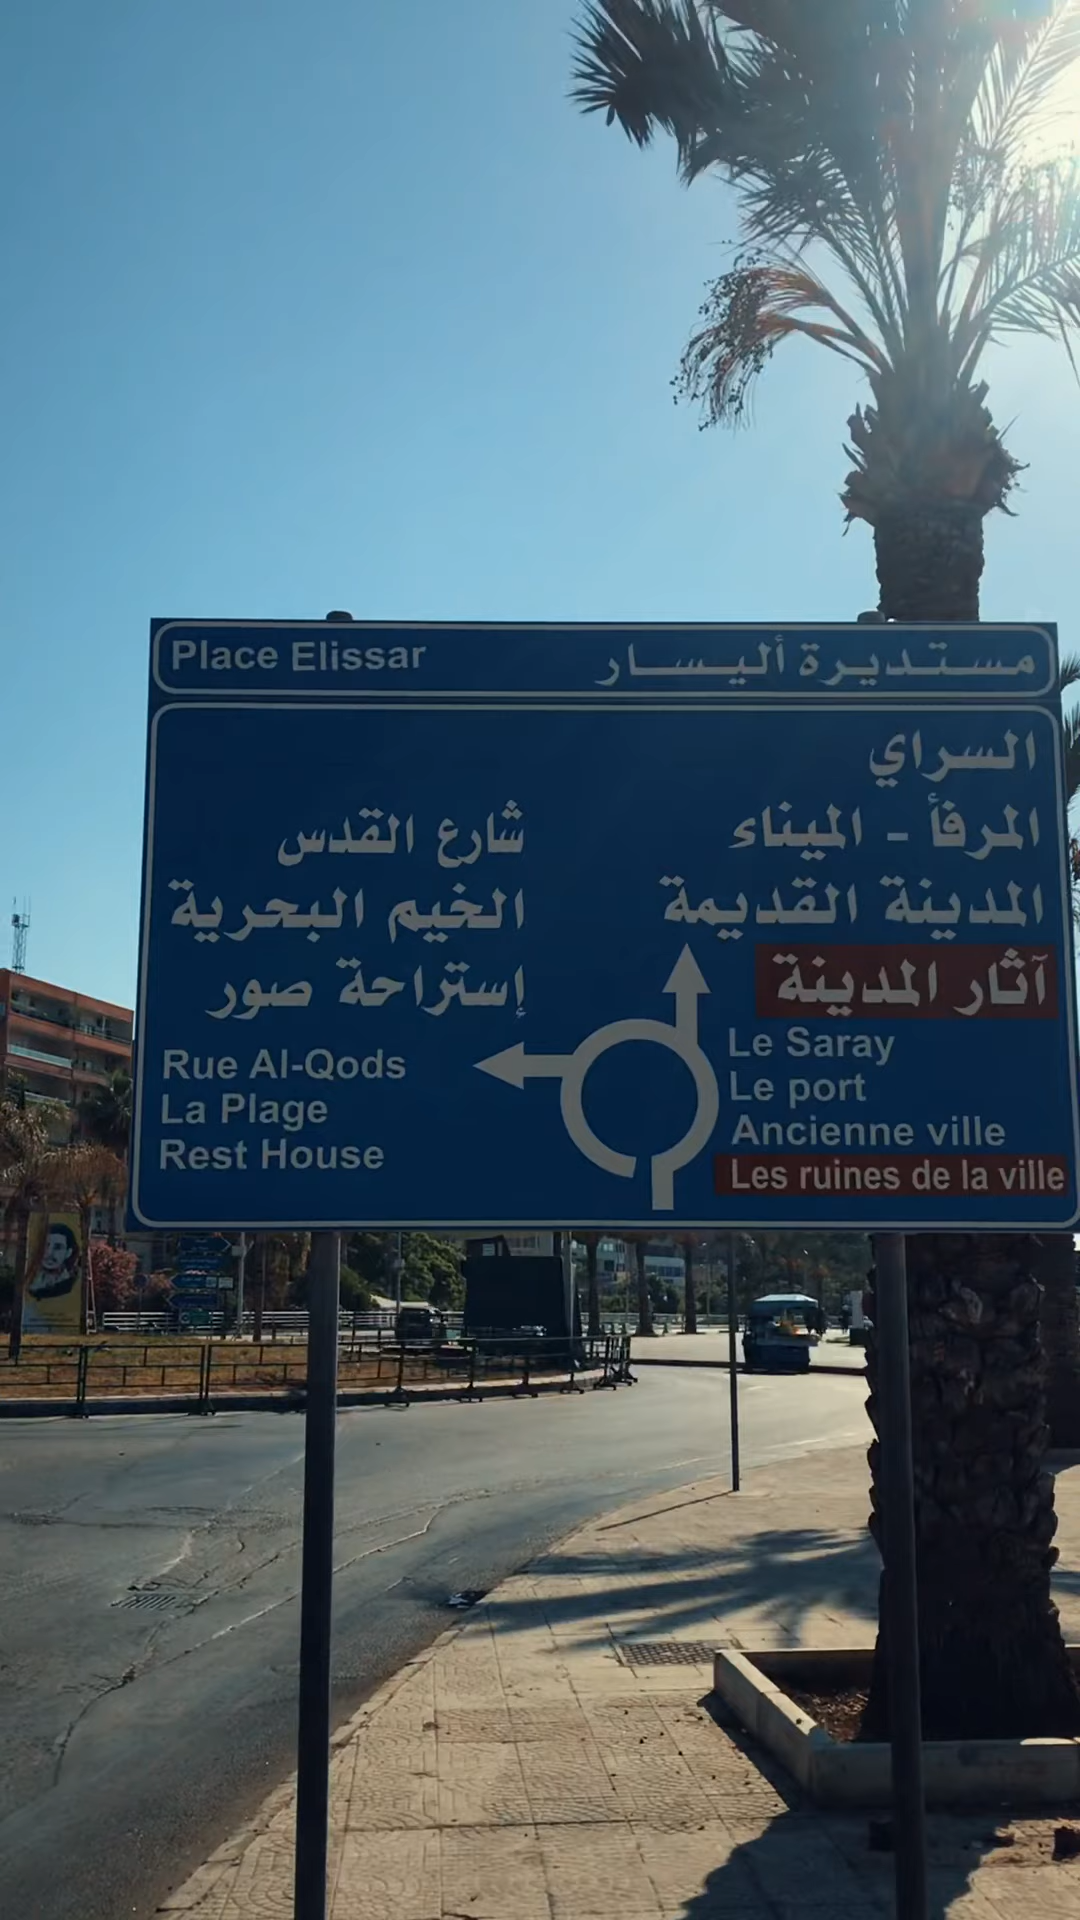 Place Elissar
مستديرة أليسار
السراي
المرفأ - الميناء
المدينة القديمة
آثار المدينة
Le Saray
Le port
Ancienne ville
Les ruines de la ville
شارع القدس
الخيم البحرية
إستراحة صور
Rue Al-Qods
La Plage
Rest House